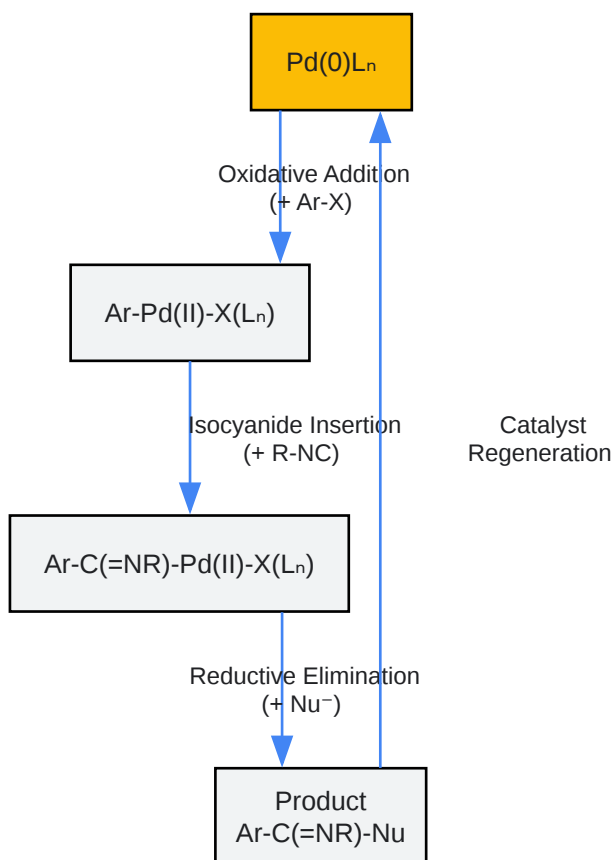 Pd(0)Lₙ
Oxidative Addition
(+ Ar-X)
Ar-Pd(II)-X(Lₙ)
Isocyanide Insertion
(+ R-NC)
Catalyst
Regeneration
Ar-C(=NR)-Pd(II)-X(Lₙ)
Reductive Elimination
(+ Nu⁻)
Product
Ar-C(=NR)-Nu